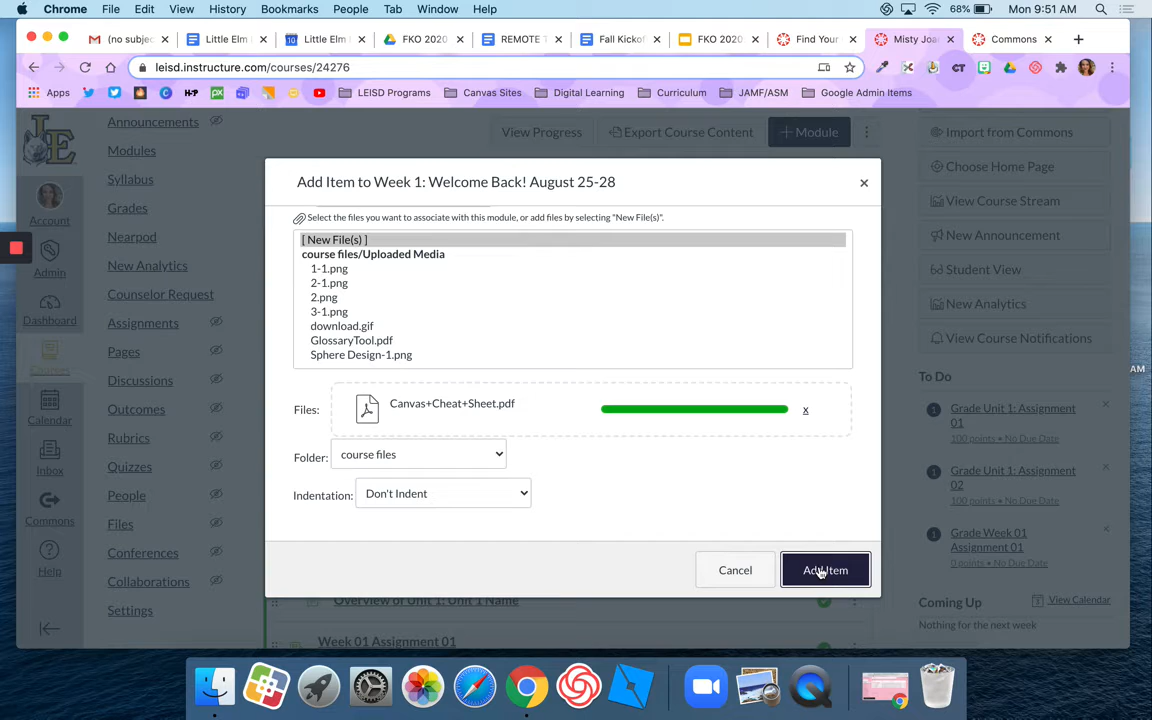 Chrome File Edit View History Bookmarks People Tab Window Help 68% Mon 9:51 AM
(no subjec Little Elm Little Elm FKO 2020 REMOTE T Fall Kickof FKO 2020 Find Your Misty Joa Commons
leisd.instructure.com/courses/24276
Apps LEISD Programs Canvas Sites Digital Learning Curriculum JAMF/ASM Google Admin Items
Announcements
Modules
Syllabus
Grades
Nearpod
New Analytics
Counselor Request
Assignments
Pages
Discussions
Outcomes
Rubrics
Quizzes
People
Files
Conferences
Collaborations
Settings
Account
Admin
Dashboard
Courses
Calendar
Inbox
Commons
Help
View Progress Export Course Content + Module
Add Item to Week 1: Welcome Back! August 25-28
Select the files you want to associate with this module, or add files by selecting "New File(s)".
[ New File(s) ]
course files/Uploaded Media
1-1.png
2-1.png
2.png
3-1.png
download.gif
GlossaryTool.pdf
Sphere Design-1.png
Files: Canvas+Cheat+Sheet.pdf x
Folder: course files
Indentation: Don't Indent
Cancel Add Item
Overview of Unit 1: Unit 1 Name
Week 01 Assignment 01
Import from Commons
Choose Home Page
View Course Stream
New Announcement
Student View
New Analytics
View Course Notifications
To Do
1 Grade Unit 1: Assignment
01
100 points • No Due Date
1 Grade Unit 1: Assignment
02
100 points • No Due Date
1 Grade Week 01
Assignment 01
0 points • No Due Date
Coming Up View Calendar
Nothing for the next week
AM